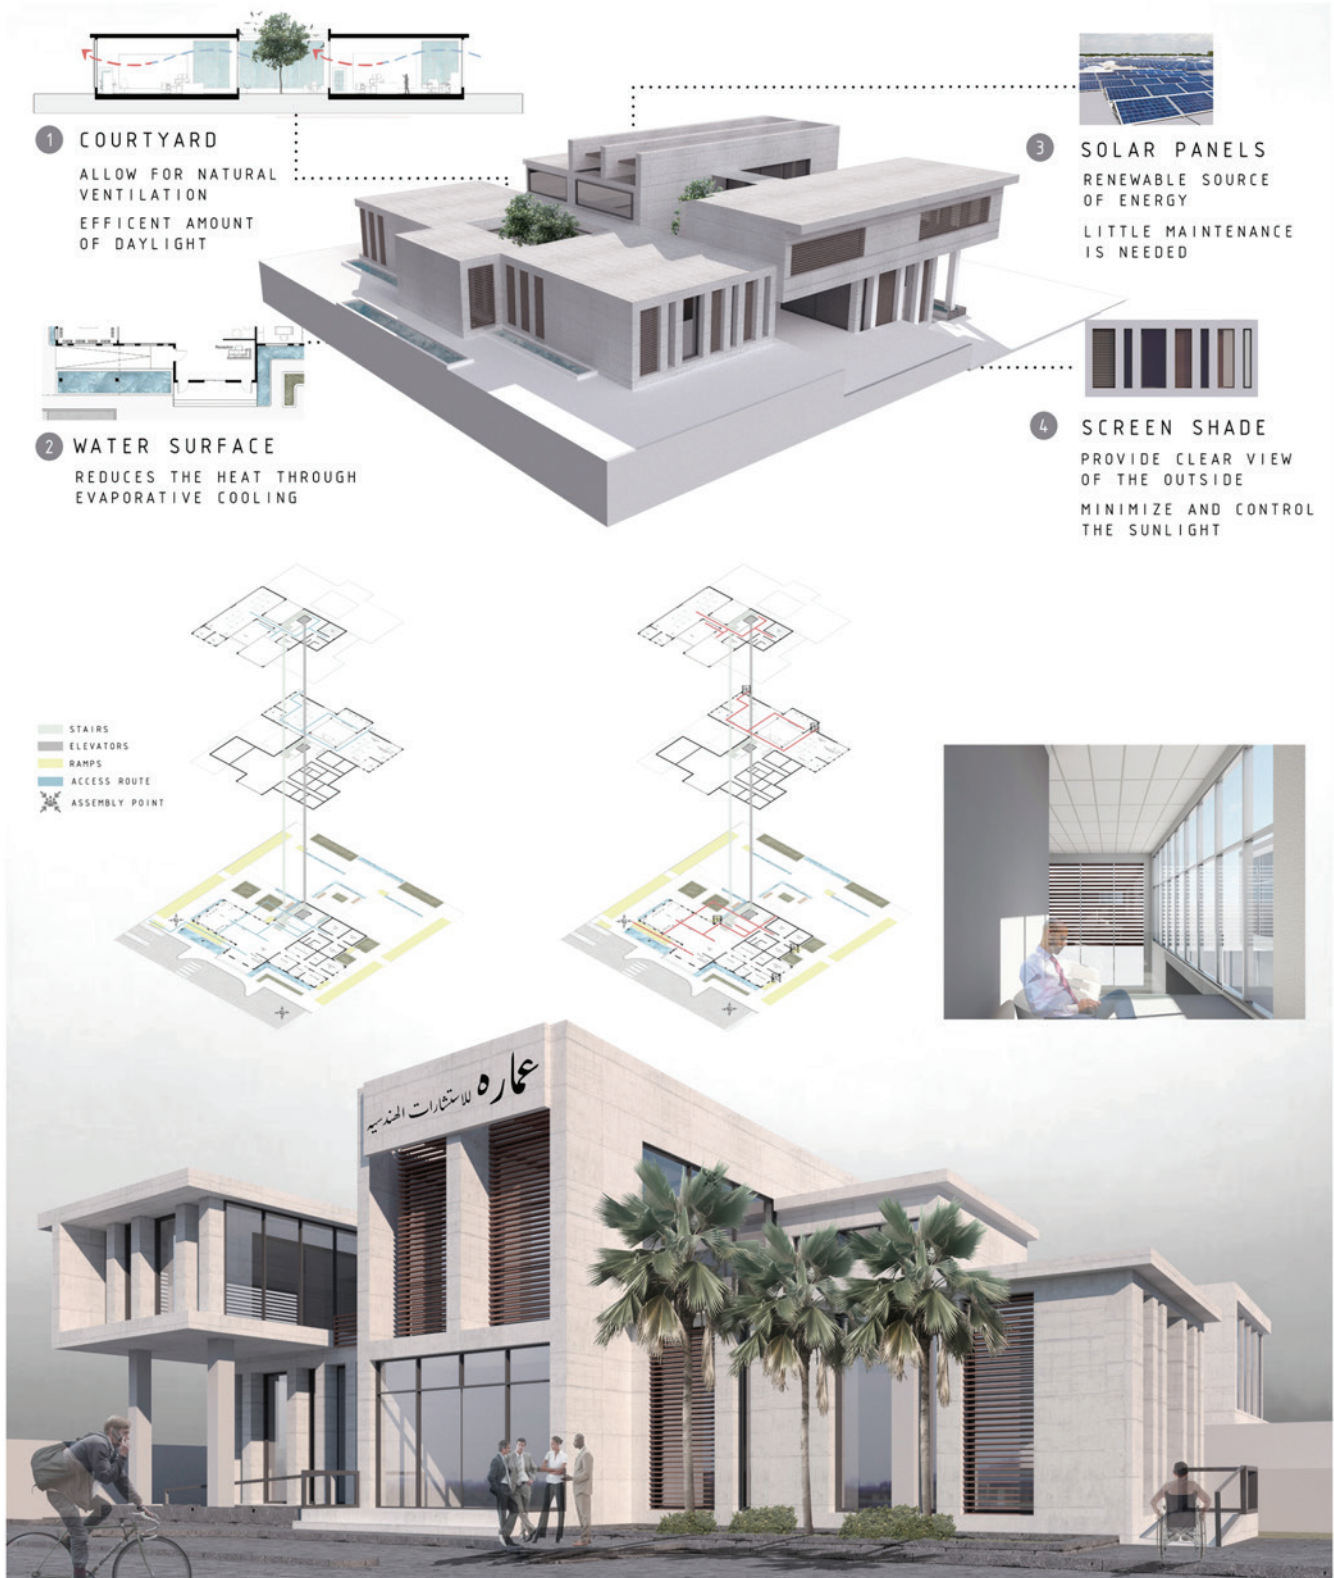 1 COURTYARD
ALLOW FOR NATURAL
VENTILATION
EFFICENT AMOUNT
OF DAYLIGHT
2 WATER SURFACE
REDUCES THE HEAT THROUGH
EVAPORATIVE COOLING
3 SOLAR PANELS
RENEWABLE SOURCE
OF ENERGY
LITTLE MAINTENANCE
IS NEEDED
4 SCREEN SHADE
PROVIDE CLEAR VIEW
OF THE OUTSIDE
MINIMIZE AND CONTROL
THE SUNLIGHT
STAIRS
ELEVATORS
RAMPS
ACCESS ROUTE
ASSEMBLY POINT
عماره للاستشارات الهندسيه